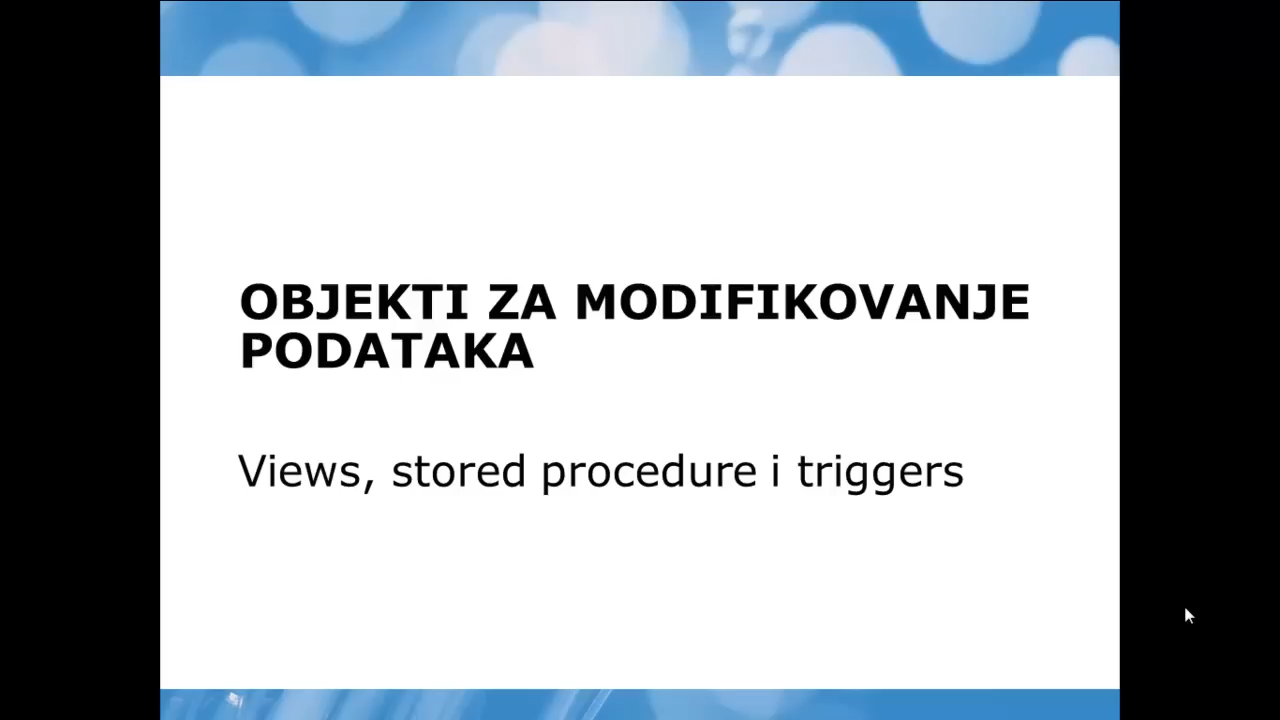 OBJEKTI ZA MODIFIKOVANJE
PODATAKA
Views, stored procedure i triggers